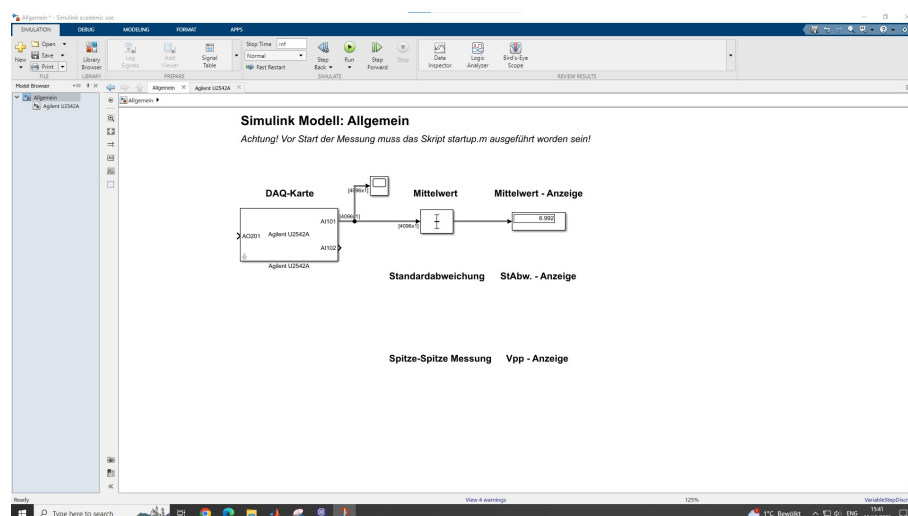 Allgemein * - Simulink academic use
SIMULATION DEBUG MODELING FORMAT APPS
New
Open
Save
Print
FILE
Library Browser
LIBRARY
Log Signals
Add Viewer
Signal Table
PREPARE
Stop Time inf
Normal
Fast Restart
Step Back
Run
Step Forward
Stop
SIMULATE
Data Inspector
Logic Analyzer
Bird's-Eye Scope
REVIEW RESULTS
Model Browser
Allgemein
Agilent U2542A
Allgemein Agilent U2542A
Allgemein
Simulink Modell: Allgemein
Achtung! Vor Start der Messung muss das Skript startup.m ausgeführt worden sein!
DAQ-Karte
[4096x1]
Mittelwert
Mittelwert - Anzeige
AO201 Agilent U2542A AI101
AI102
[4096x1]
[4096x1]
6.992
Agilent U2542A
Standardabweichung StAbw. - Anzeige
Spitze-Spitze Messung Vpp - Anzeige
Ready View 4 warnings 125% VariableStepDiscr
Type here to search 1°C Bewölkt ENG 15:41